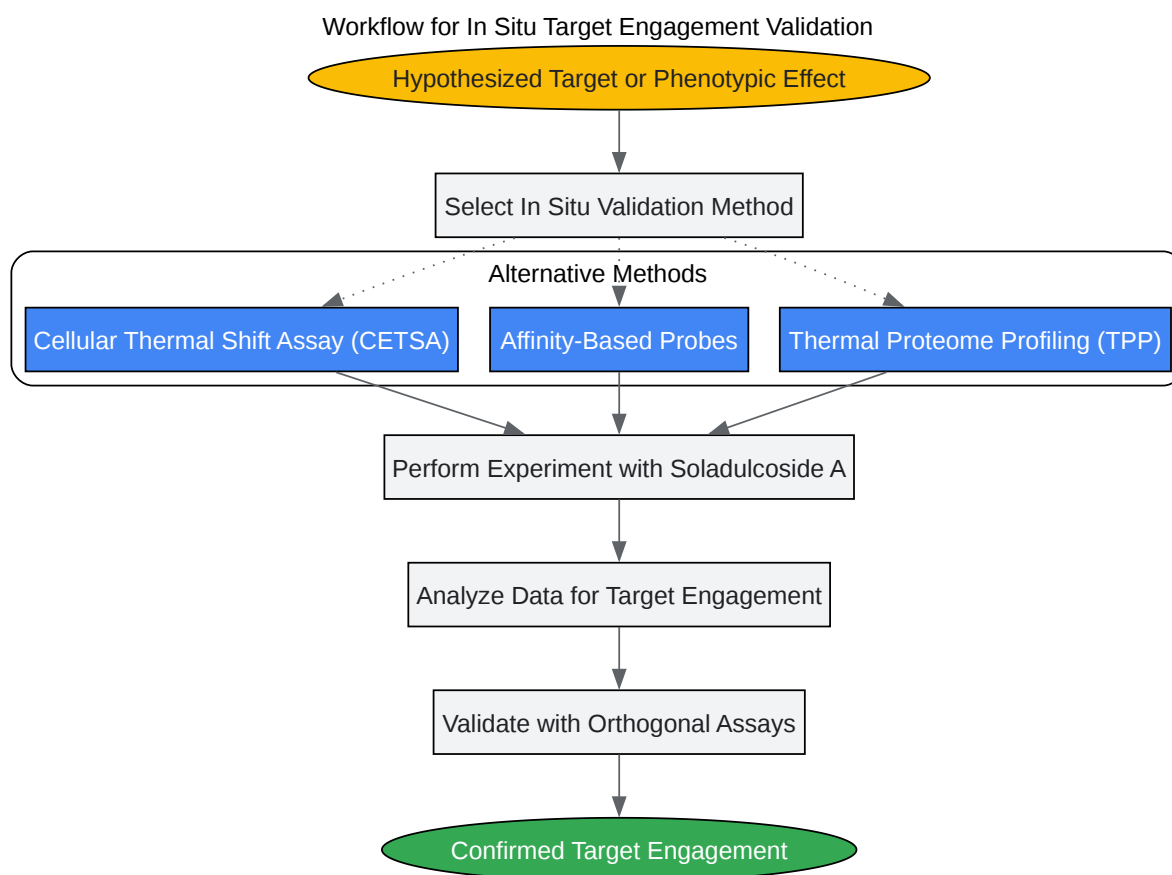 Workflow for In Situ Target Engagement Validation
Hypothesized Target or Phenotypic Effect
Select In Situ Validation Method
Alternative Methods
Cellular Thermal Shift Assay (CETSA)
Affinity-Based Probes
Thermal Proteome Profiling (TPP)
Perform Experiment with Soladulcoside A
Analyze Data for Target Engagement
Validate with Orthogonal Assays
Confirmed Target Engagement